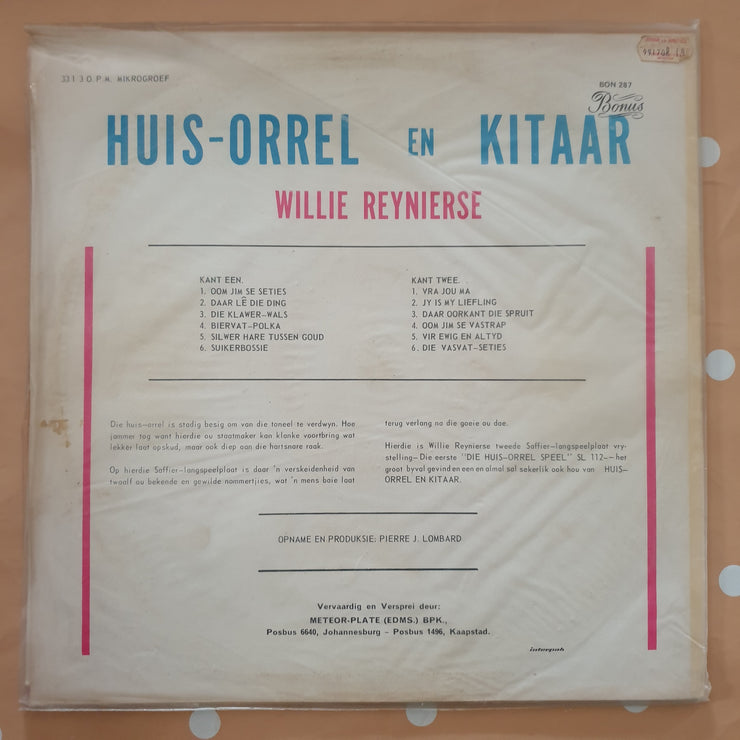 33 1 3 O.P.M. MIKROGROEF
BON 287
Bonus
HUIS-ORREL EN KITAAR
WILLIE REYNIERSE
KANT EEN.
1. OOM JIM SE SETIES
2. DAAR LÊ DIE DING
3. DIE KLAWER-WALS
4. BIERVAT-POLKA
5. SILWER HARE TUSSEN GOUD
6. SUIKERBOSSIE
KANT TWEE.
1. VRA JOU MA
2. JY IS MY LIEFLING
3. DAAR OORKANT DIE SPRUIT
4. OOM JIM SE VASTRAP
5. VIR EWIG EN ALTYD
6. DIE VASVAT-SETIES
Die huis-orrel is stadig besig om van die toneel te verdwyn. Hoe
jammer tog want hierdie ou staatmaker kan klanke voortbring wat
lekker laat opskud, maar ook diep aan die hartsnare raak.
Op hierdie Saffier-langspeelplaat is daar 'n verskeidenheid van
twaalf ou bekende en gewilde nommertjies, wat 'n mens baie laat
terug verlang na die goeie ou dae.
Hierdie is Willie Reynierse tweede Saffier-langspeelplaat vry-
stelling-Die eerste "DIE HUIS-ORREL SPEEL" SL 112--het
groot byval gevind en een en almal sal sekerlik ook hou van HUIS-
ORREL EN KITAAR.
OPNAME EN PRODUKSIE: PIERRE J. LOMBARD
Vervaardig en Versprei deur:
METEOR-PLATE (EDMS.) BPK.,
Posbus 6640, Johannesburg - Posbus 1496, Kaapstad.
interpak